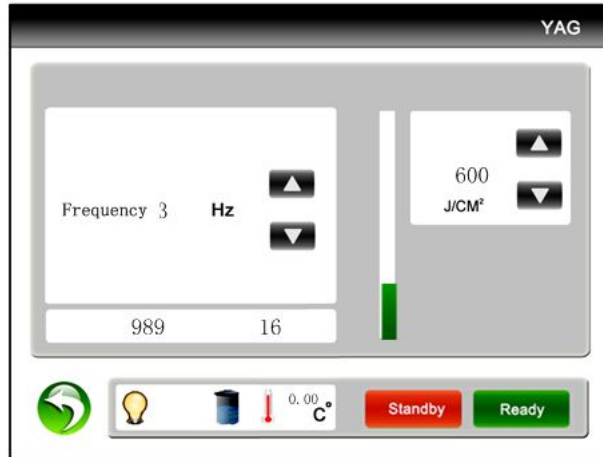 YAG
Frequency 3 Hz
600
J/CM²
989 16
0.00 C°
Standby Ready